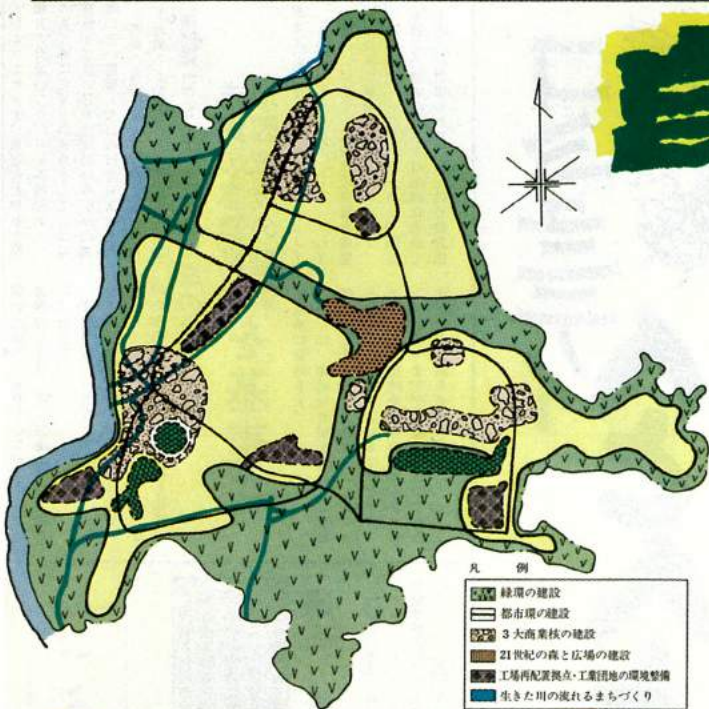 凡 例
緑環の建設
都市環の建設
3大商業核の建設
21世紀の森と広場の建設
工場再配置拠点・工業団地の環境整備
生きた川の流れるまちづくり